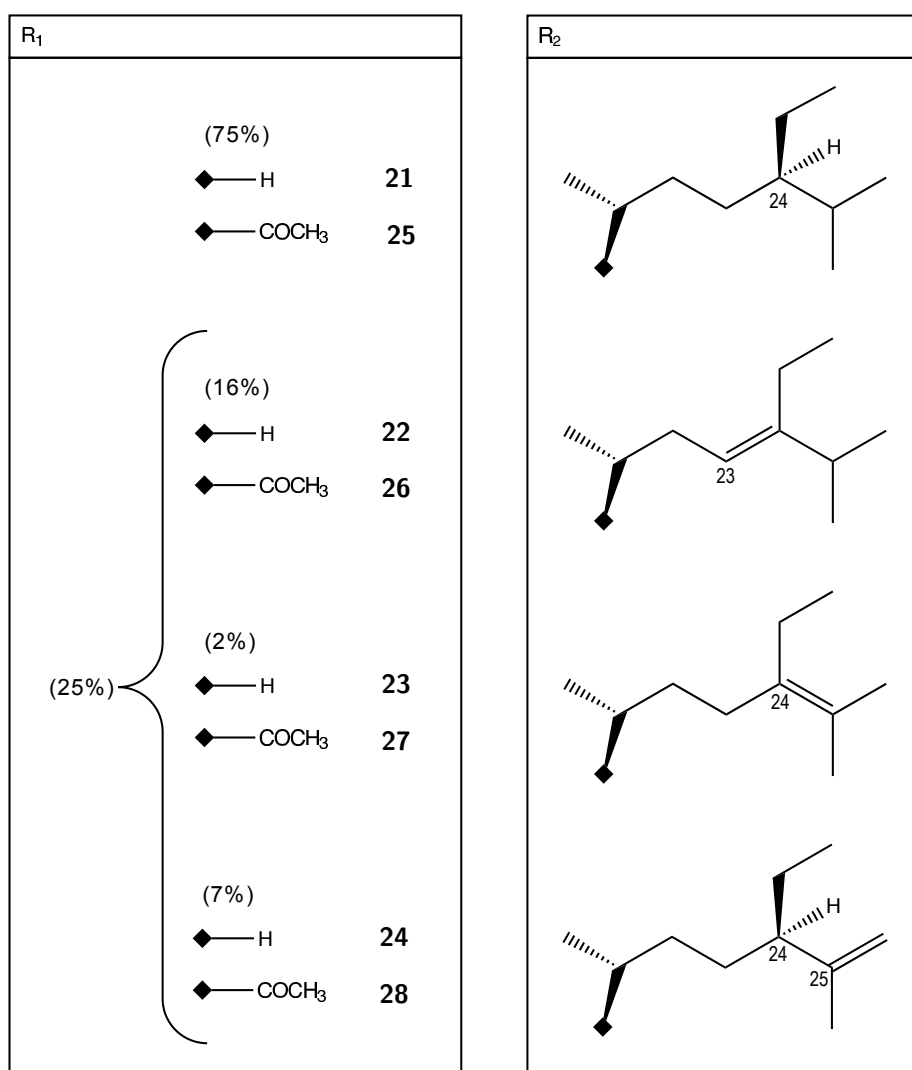 R₁
R₂
(75%)
H 21
COCH₃ 25
H
24
(16%)
H 22
COCH₃ 26
23
(25%)
(2%)
H 23
COCH₃ 27
24
(7%)
H 24
COCH₃ 28
H
24
25